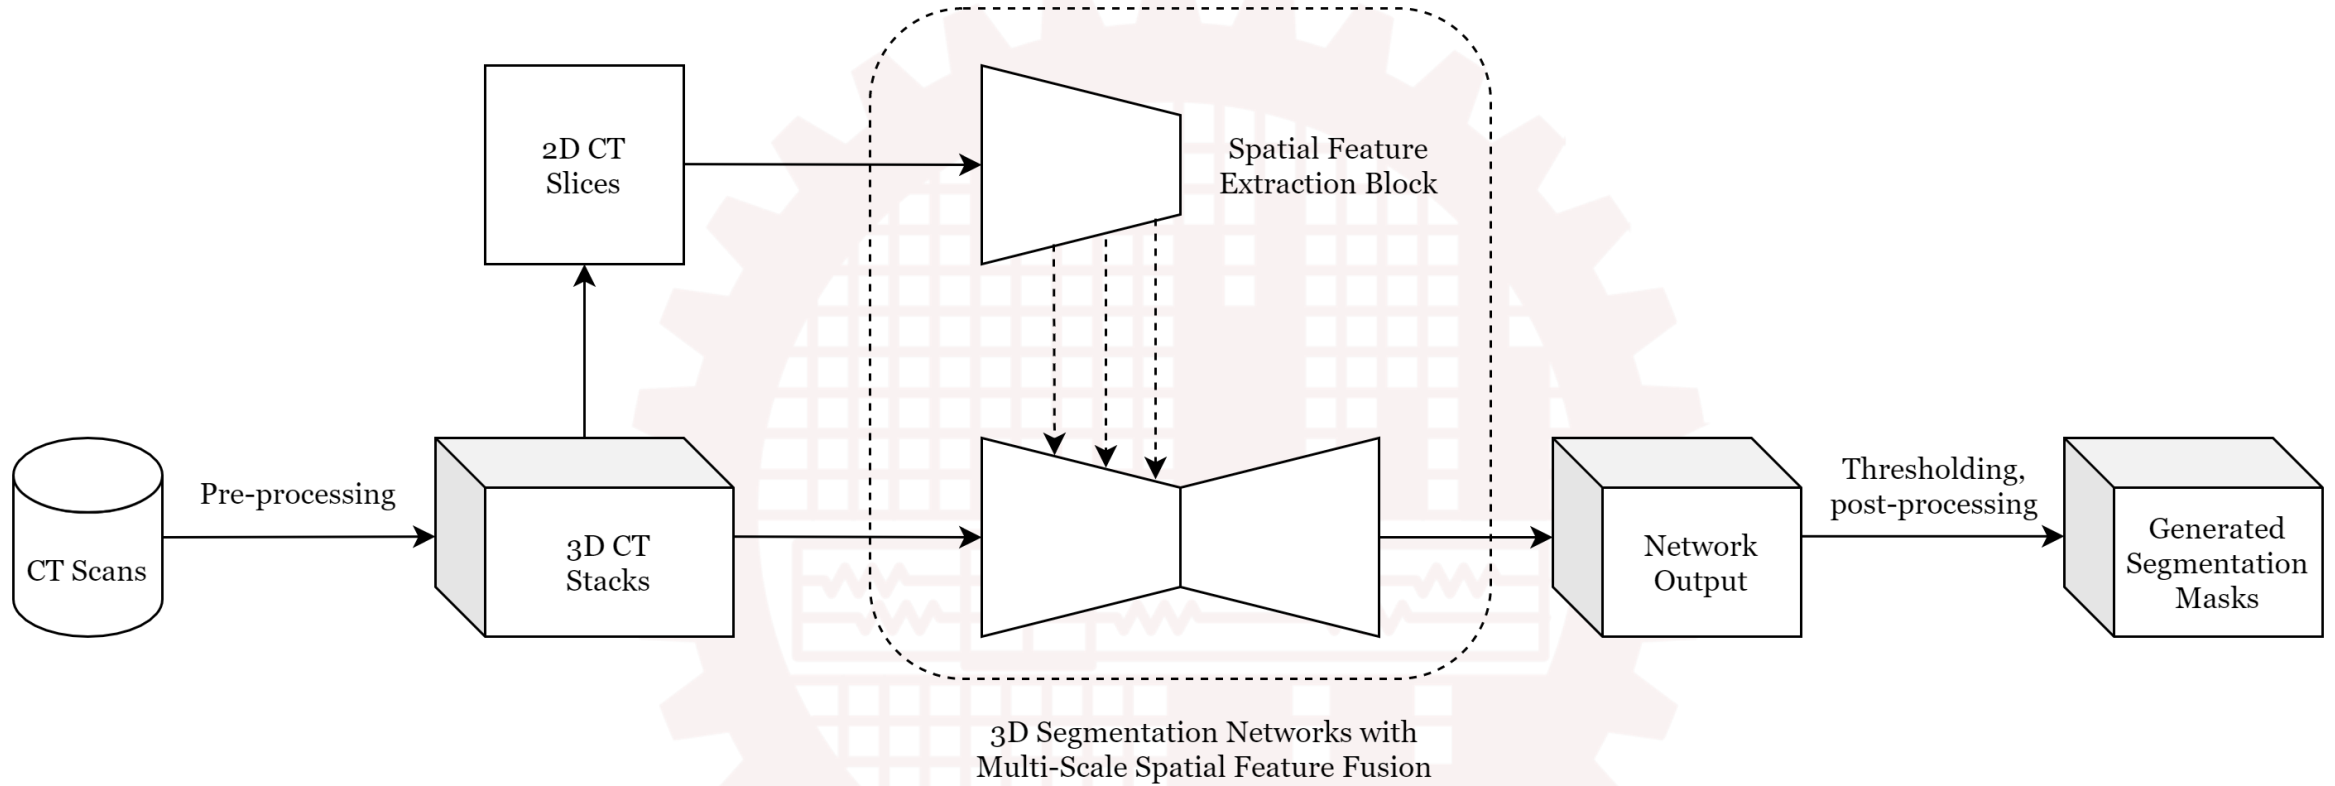 2D CT
Slices
Spatial Feature
Extraction Block
CT Scans
Pre-processing
3D CT
Stacks
Network
Output
Thresholding,
post-processing
Generated
Segmentation
Masks
3D Segmentation Networks with
Multi-Scale Spatial Feature Fusion